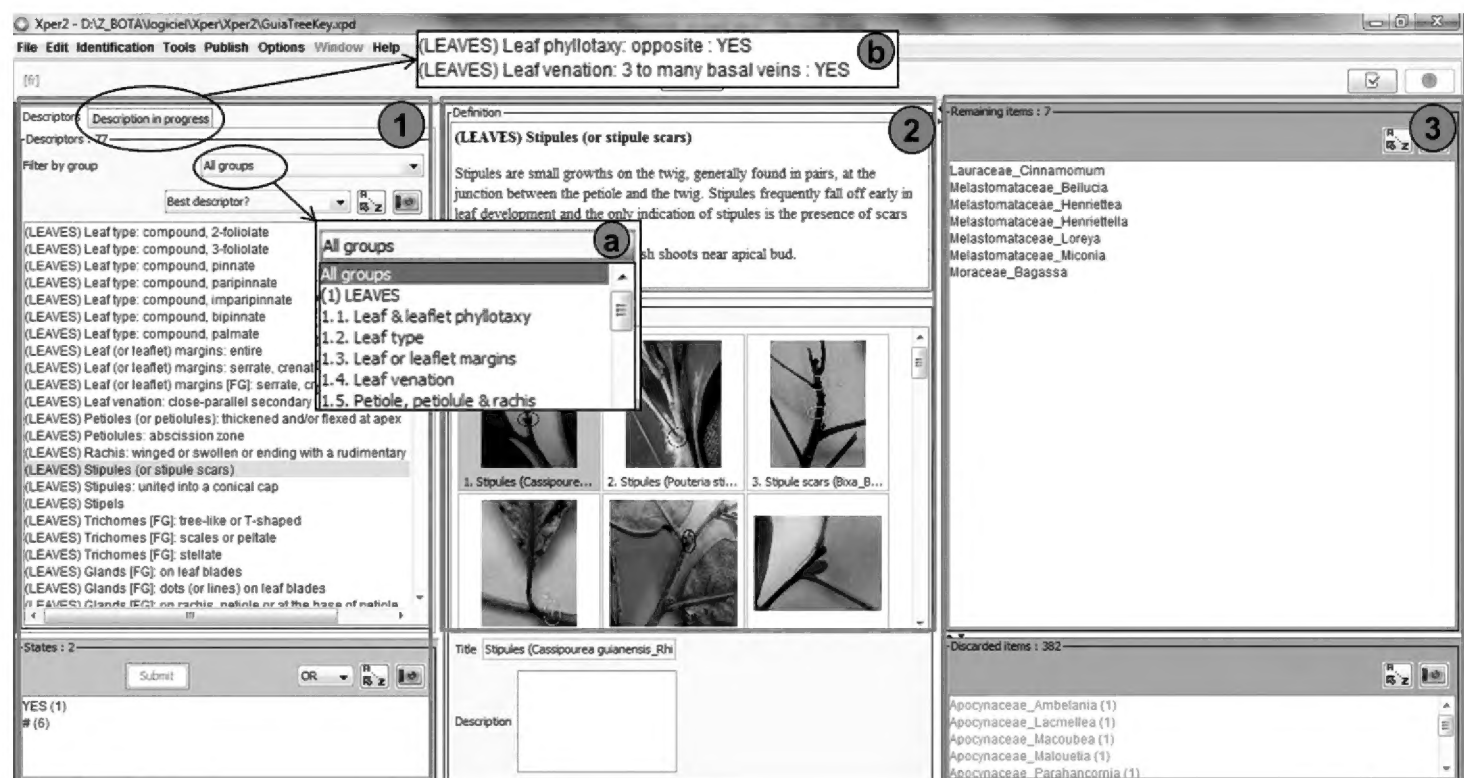 Xper2 - D:\Z_BOTA\logiciel\Xper\Xper2\GuiaTreeKey.xpd
File Edit Identification Tools Publish Options Window Help
(LEAVES) Leaf phyllotaxy: opposite : YES
(LEAVES) Leaf venation: 3 to many basal veins : YES
b
[6]
Descriptors Description in progress
1
Descriptors : 77
Filter by group All groups
Best descriptor?
(LEAVES) Leaf type: compound, 2-foliolate
(LEAVES) Leaf type: compound, 3-foliolate
(LEAVES) Leaf type: compound, pinnate
(LEAVES) Leaf type: compound, paripinnate
(LEAVES) Leaf type: compound, imparipinnate
(LEAVES) Leaf type: compound, bipinnate
(LEAVES) Leaf type: compound, palmate
(LEAVES) Leaf (or leaflet) margins: entire
(LEAVES) Leaf (or leaflet) margins: serrate, crenat
(LEAVES) Leaf (or leaflet) margins [FG]: serrate, cr
(LEAVES) Leaf venation: close-parallel secondary
(LEAVES) Petioles (or petiolules): thickened and/or flexed at apex
(LEAVES) Petiolules: abscission zone
(LEAVES) Rachis: winged or swollen or ending with a rudimentary
(LEAVES) Stipules (or stipule scars)
(LEAVES) Stipules: united into a conical cap
(LEAVES) Stipels
(LEAVES) Trichomes [FG]: tree-like or T-shaped
(LEAVES) Trichomes [FG]: scales or peltate
(LEAVES) Trichomes [FG]: stellate
(LEAVES) Glands [FG]: on leaf blades
(LEAVES) Glands [FG]: dots (or lines) on leaf blades
(LEAVES) Glands [FG]: on rachis, petiole or at the base of petiole
All groups
a
All groups
(1) LEAVES
1.1. Leaf & leaflet phyllotaxy
1.2. Leaf type
1.3. Leaf or leaflet margins
1.4. Leaf venation
1.5. Petiole, petiolule & rachis
States : 2
Submit OR
YES (1)
# (6)
Definition
2
(LEAVES) Stipules (or stipule scars)
Stipules are small growths on the twig, generally found in pairs, at the
junction between the petiole and the twig. Stipules frequently fall off early in
leaf development and the only indication of stipules is the presence of scars
sh shoots near apical bud.
1. Stipules (Cassipoure... 2. Stipules (Pouteria sti... 3. Stipule scars (Bixa_B...
Title Stipules (Cassipourea guianensis_Rhi
Description
Remaining items : 7
3
Lauraceae_Cinnamomum
Melastomataceae_Bellucia
Melastomataceae_Henriettea
Melastomataceae_Henriettella
Melastomataceae_Loreya
Melastomataceae_Miconia
Moraceae_Bagassa
Discarded items : 382
Apocynaceae_Ambelania (1)
Apocynaceae_Lacmellea (1)
Apocynaceae_Macoubea (1)
Apocynaceae_Malouetia (1)
Apocynaceae_Parahancornia (1)